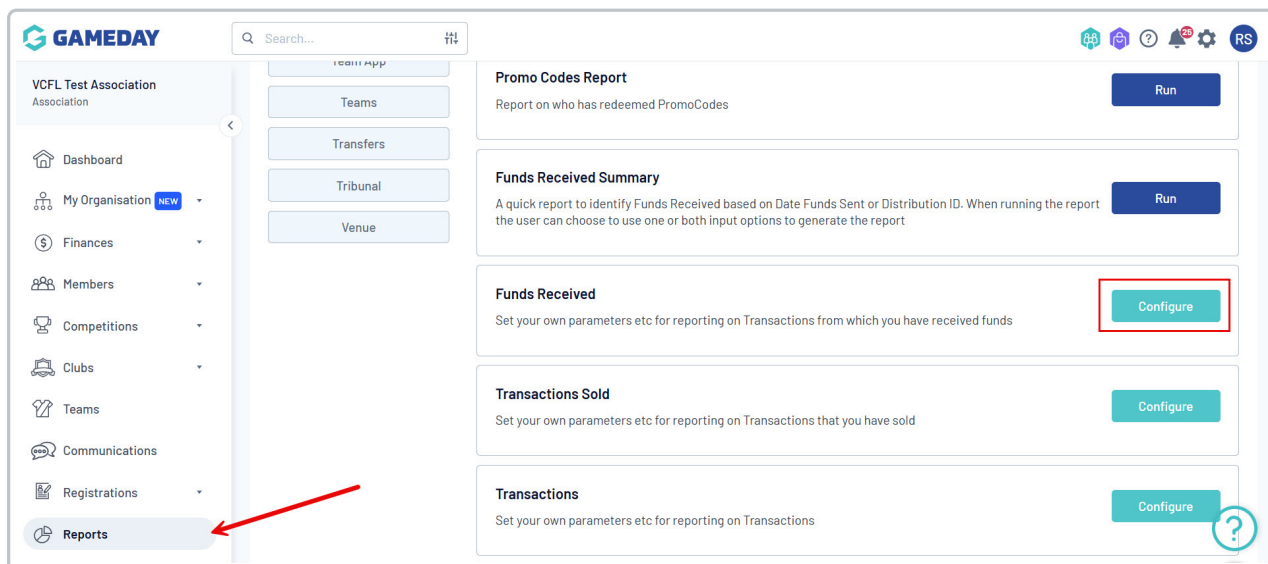 GAMEDAY
Search...
25
RS
VCFL Test Association
Association
Dashboard
My Organisation NEW
Finances
Members
Competitions
Clubs
Teams
Communications
Registrations
Reports
Team App
Teams
Transfers
Tribunal
Venue
Promo Codes Report
Report on who has redeemed PromoCodes
Run
Funds Received Summary
A quick report to identify Funds Received based on Date Funds Sent or Distribution ID. When running the report
the user can choose to use one or both input options to generate the report
Run
Funds Received
Set your own parameters etc for reporting on Transactions from which you have received funds
Configure
Transactions Sold
Set your own parameters etc for reporting on Transactions that you have sold
Configure
Transactions
Set your own parameters etc for reporting on Transactions
Configure
?